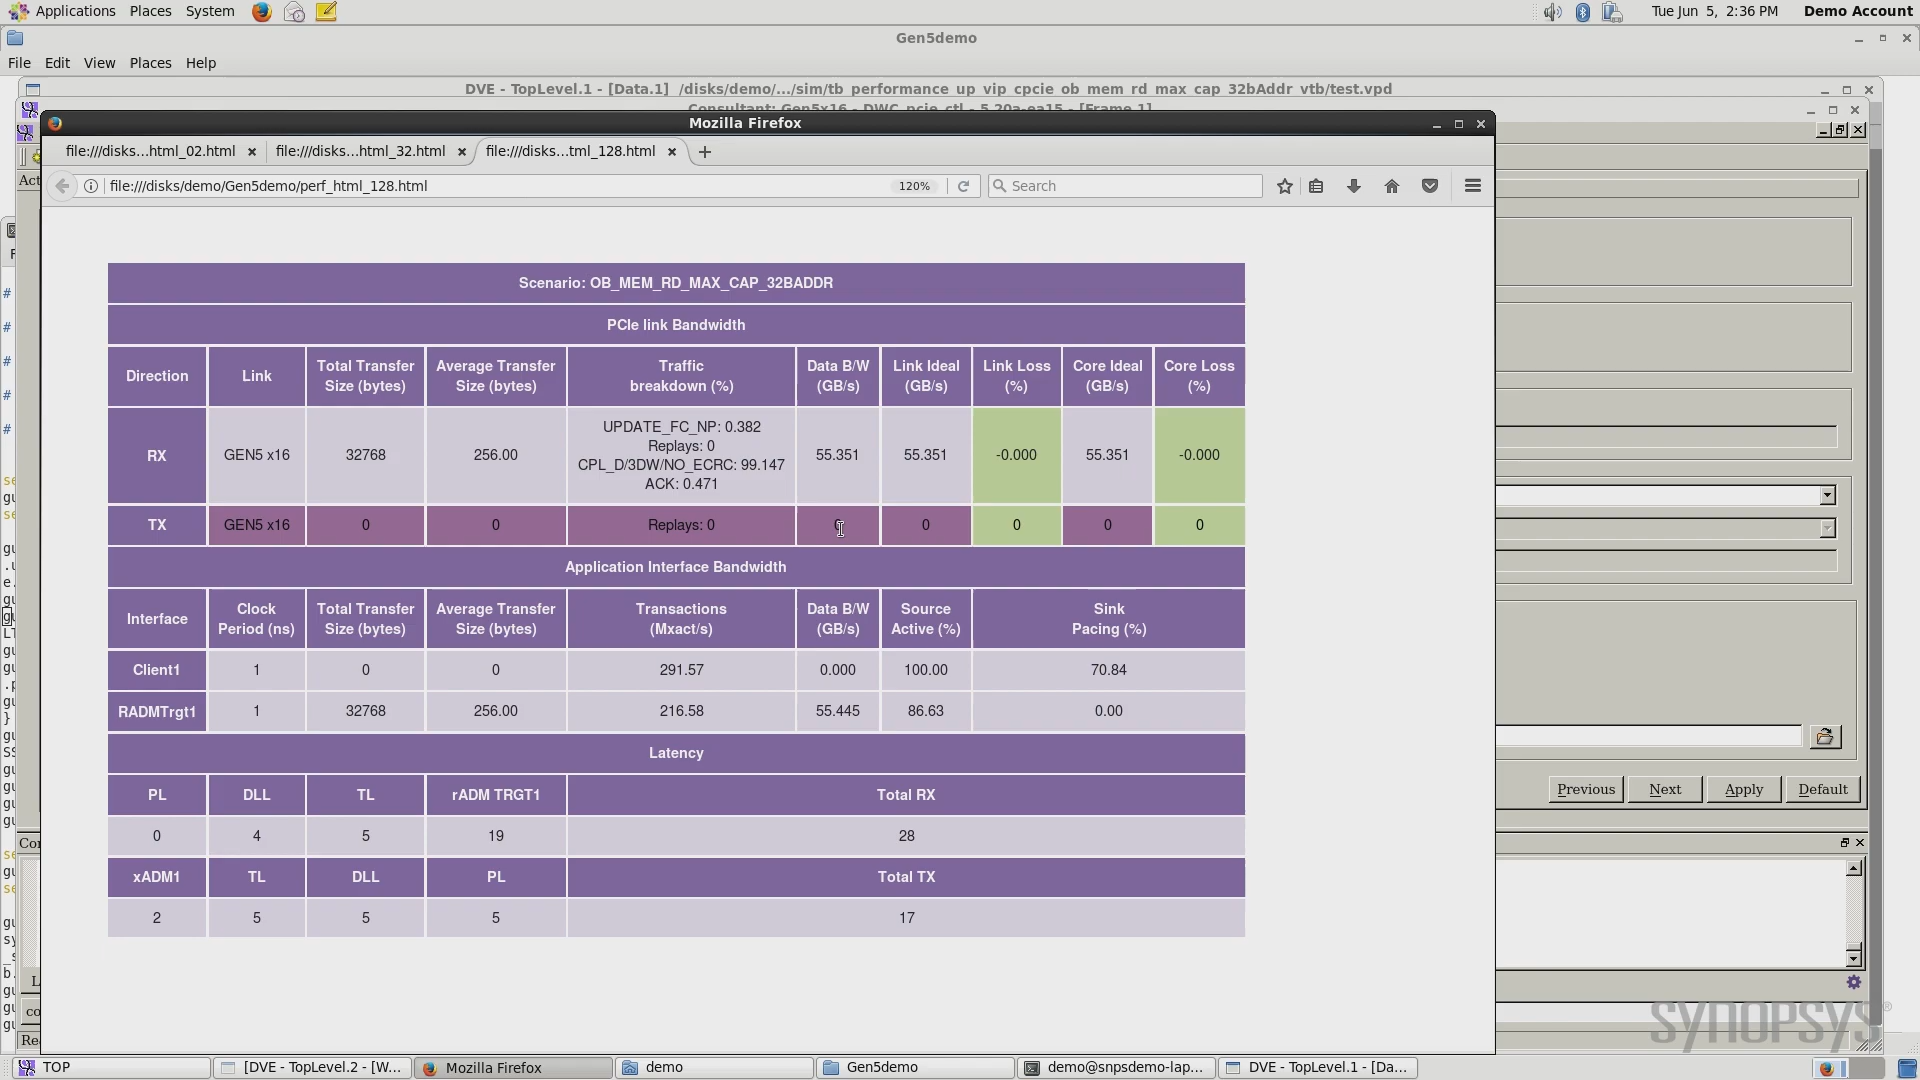 Applications Places System
Tue Jun 5, 2:36 PM Demo Account
Gen5demo
File Edit View Places Help
DVE - TopLevel.1 - [Data.1] /disks/demo/.../sim/tb_performance_up_vip_cpcie_ob_mem_rd_max_cap_32bAddr_vtb/test.vpd
Consultant: Gen5x16 - DWC_pcie_ctl - 5.20a-ea15 - [Frame.1]
Mozilla Firefox
file:///disks...html_02.html file:///disks...html_32.html file:///disks...tml_128.html
file:///disks/demo/Gen5demo/perf_html_128.html 120% Search
Scenario: OB_MEM_RD_MAX_CAP_32BADDR
PCIe link Bandwidth
Direction Link Total Transfer Size (bytes) Average Transfer Size (bytes) Traffic breakdown (%) Data B/W (GB/s) Link Ideal (GB/s) Link Loss (%) Core Ideal (GB/s) Core Loss (%)
RX GEN5 x16 32768 256.00 UPDATE_FC_NP: 0.382
Replays: 0
CPL_D/3DW/NO_ECRC: 99.147
ACK: 0.471 55.351 55.351 -0.000 55.351 -0.000
TX GEN5 x16 0 0 Replays: 0 0 0 0 0 0
Application Interface Bandwidth
Interface Clock Period (ns) Total Transfer Size (bytes) Average Transfer Size (bytes) Transactions (Mxact/s) Data B/W (GB/s) Source Active (%) Sink Pacing (%)
Client1 1 0 0 291.57 0.000 100.00 70.84
RADMTrgt1 1 32768 256.00 216.58 55.445 86.63 0.00
Latency
PL DLL TL rADM TRGT1 Total RX
0 4 5 19 28
xADM1 TL DLL PL Total TX
2 5 5 5 17
Previous Next Apply Default
SYNOPSYS®
TOP [DVE - TopLevel.2 - [W... Mozilla Firefox demo Gen5demo demo@snpsdemo-lap... DVE - TopLevel.1 - [Da...